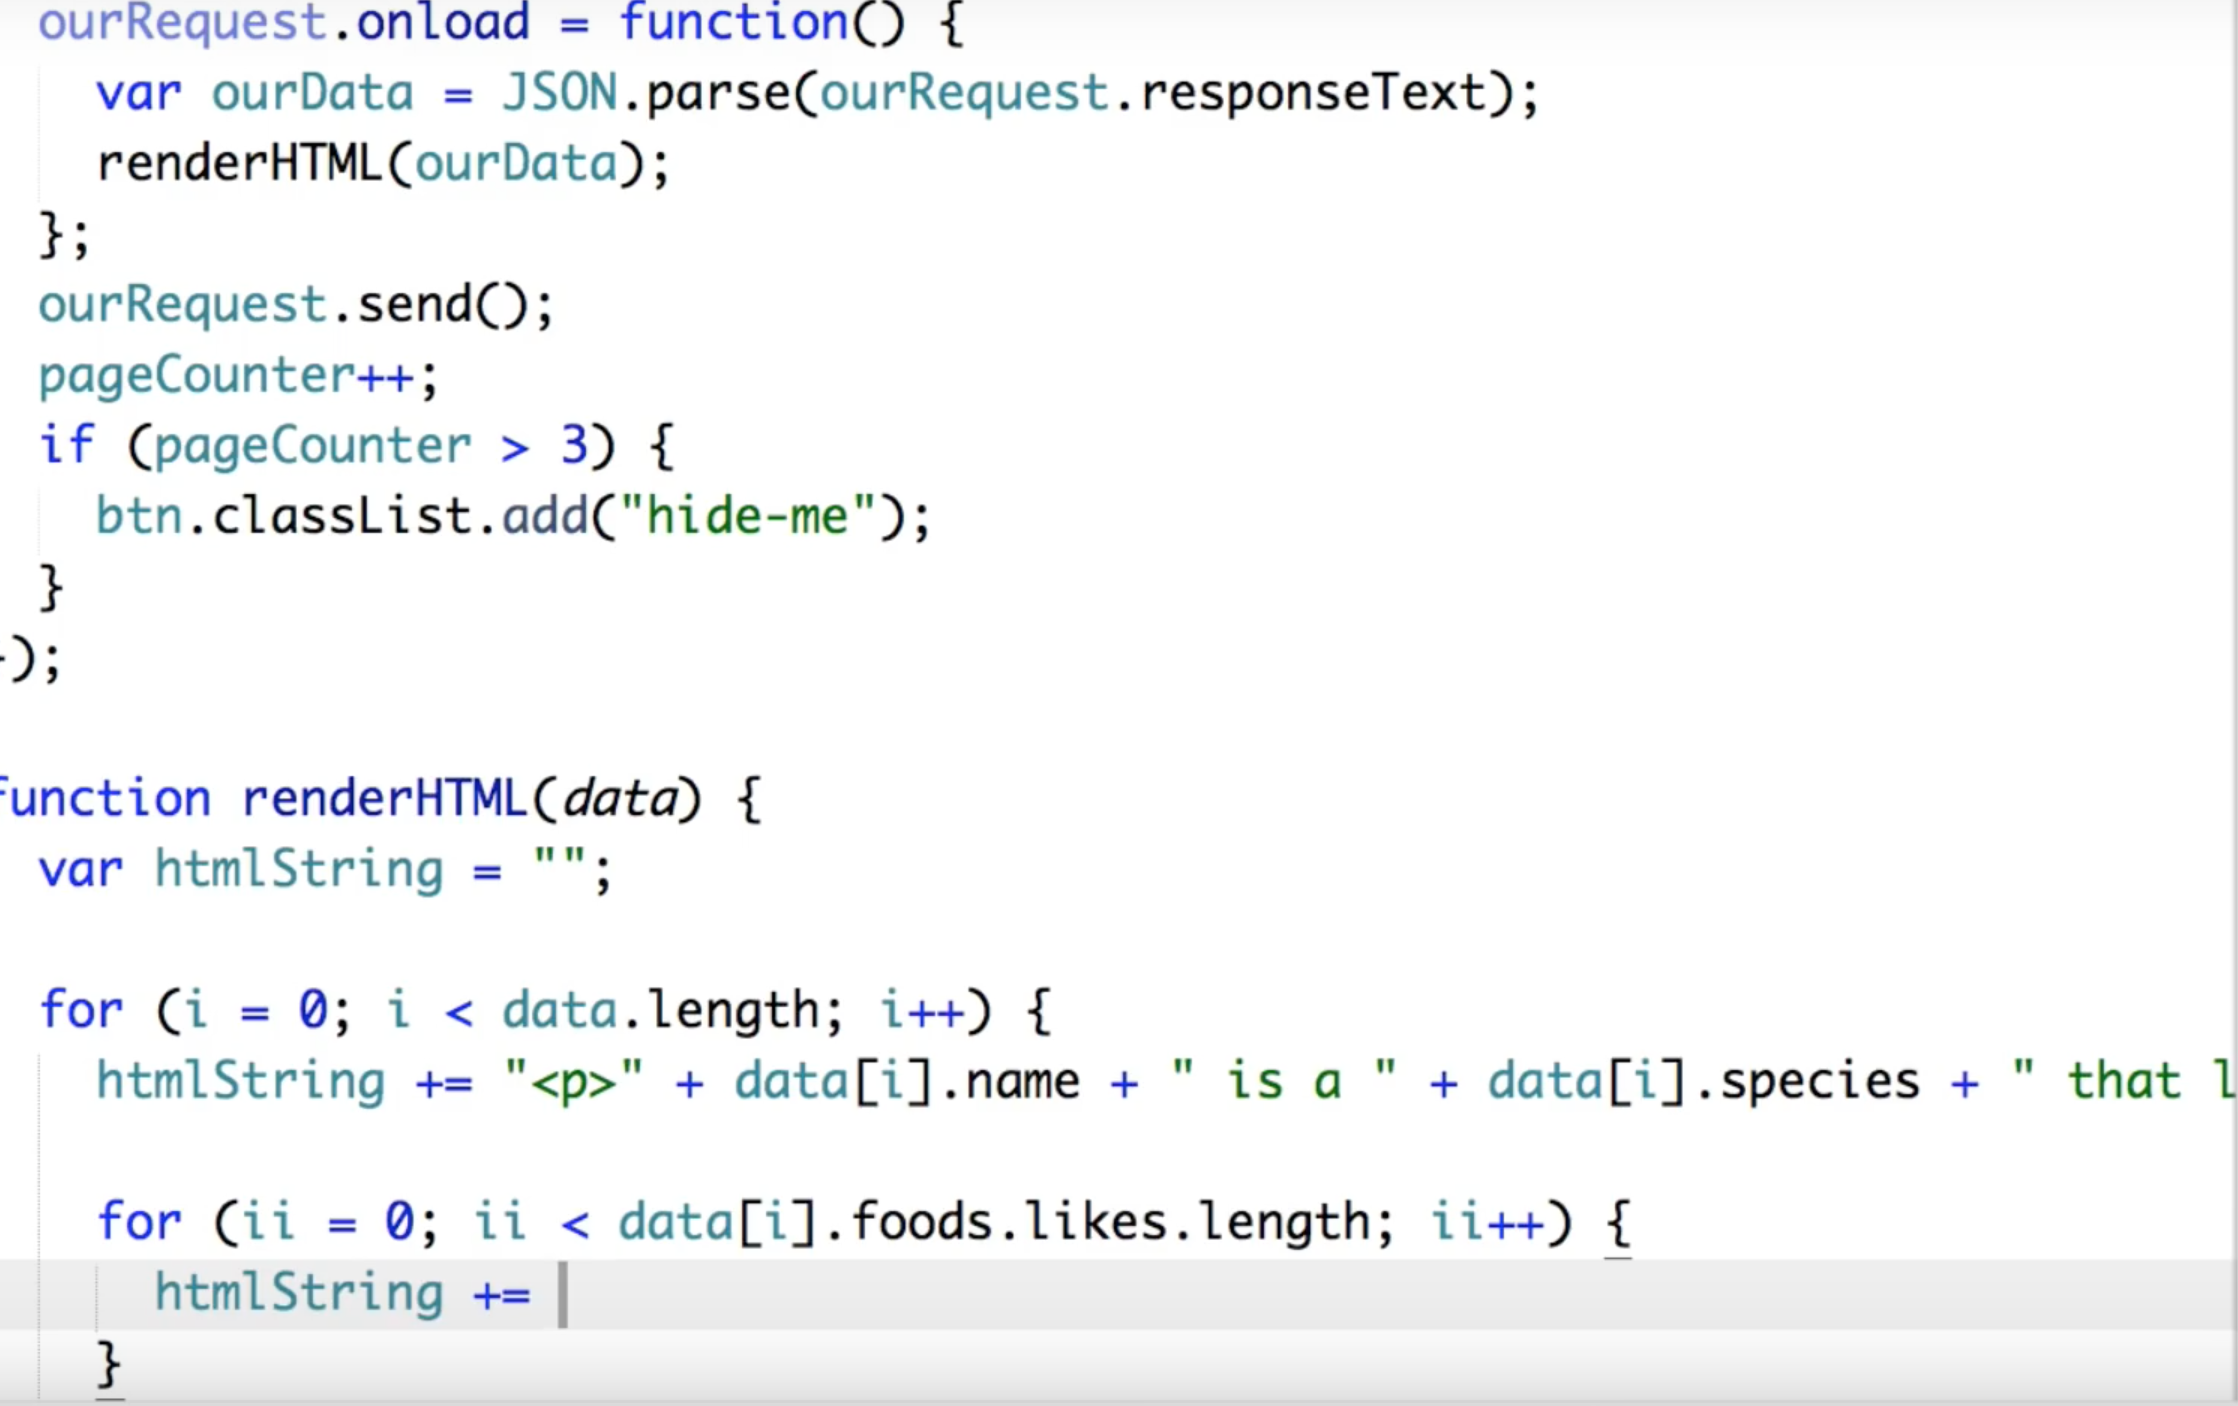 ourRequest.onload = function() {
var ourData = JSON.parse(ourRequest.responseText);
renderHTML(ourData);
};
ourRequest.send();
pageCounter++;
if (pageCounter > 3) {
btn.classList.add("hide-me");
}
);
function renderHTML(data) {
var htmlString = "";
for (i = 0; i < data.length; i++) {
htmlString += "<p>" + data[i].name + " is a " + data[i].species + " that l
for (ii = 0; ii < data[i].foods.likes.length; ii++) {
htmlString +=
}